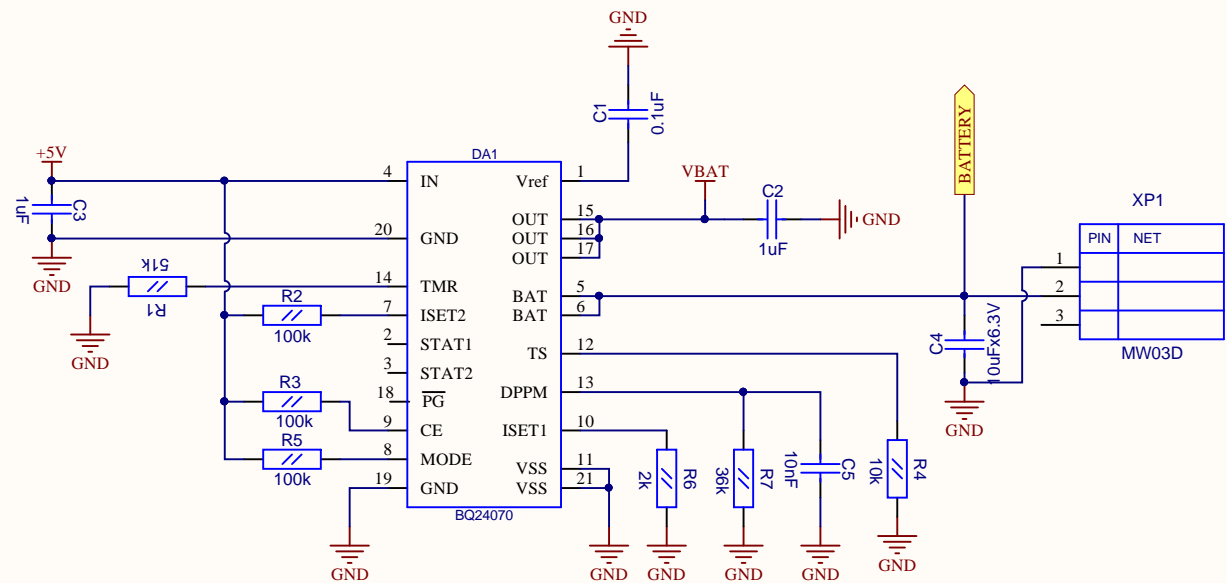 GND
C1
0.1uF
BATTERY
DA1
+5V
4
IN
Vref
1
VBAT
C2
1uF
GND
1uF
C3
15
OUT
16
OUT
17
OUT
20
GND
GND
XP1
PIN
NET
1
2
3
MW03D
51k
R1
14
TMR
GND
R2
100k
7
ISET2
BAT
5
BAT
6
2
STAT1
TS
12
C4
10uFx6.3V
3
STAT2
18
PG
DPPM
13
R3
100k
9
CE
ISET1
10
GND
R5
100k
8
MODE
VSS
11
19
GND
VSS
21
BQ24070
R6
2k
R7
36k
C5
10nF
R4
10k
GND
GND
GND
GND
GND
GND